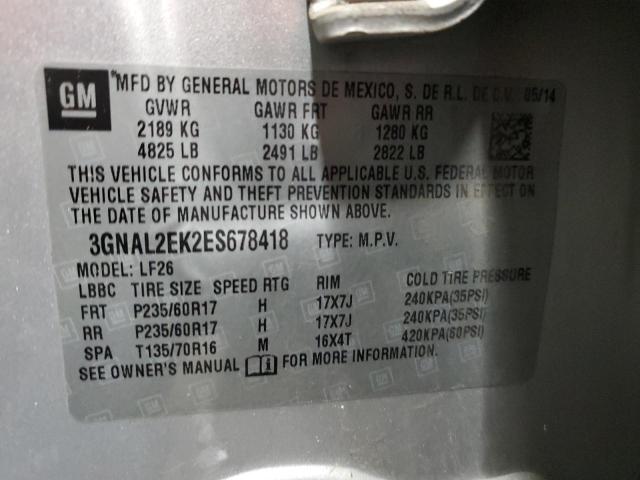 GM
*MFD BY GENERAL MOTORS DE MEXICO, S. DE R.L. DE C.V. 05/14
GVWR GAWR FRT GAWR RR
2189 KG 1130 KG 1280 KG
4825 LB 2491 LB 2822 LB
THIS VEHICLE CONFORMS TO ALL APPLICABLE U.S. FEDERAL MOTOR
VEHICLE SAFETY AND THEFT PREVENTION STANDARDS IN EFFECT ON
THE DATE OF MANUFACTURE SHOWN ABOVE.
3GNAL2EK2ES678418 TYPE: M.P.V.
MODEL: LF26
LBBC TIRE SIZE SPEED RTG RIM COLD TIRE PRESSURE
FRT P235/60R17 H 17X7J 240KPA(35PSI)
RR P235/60R17 H 17X7J 240KPA(35PSI)
SPA T135/70R16 M 16X4T 420KPA(60PSI)
SEE OWNER'S MANUAL FOR MORE INFORMATION.